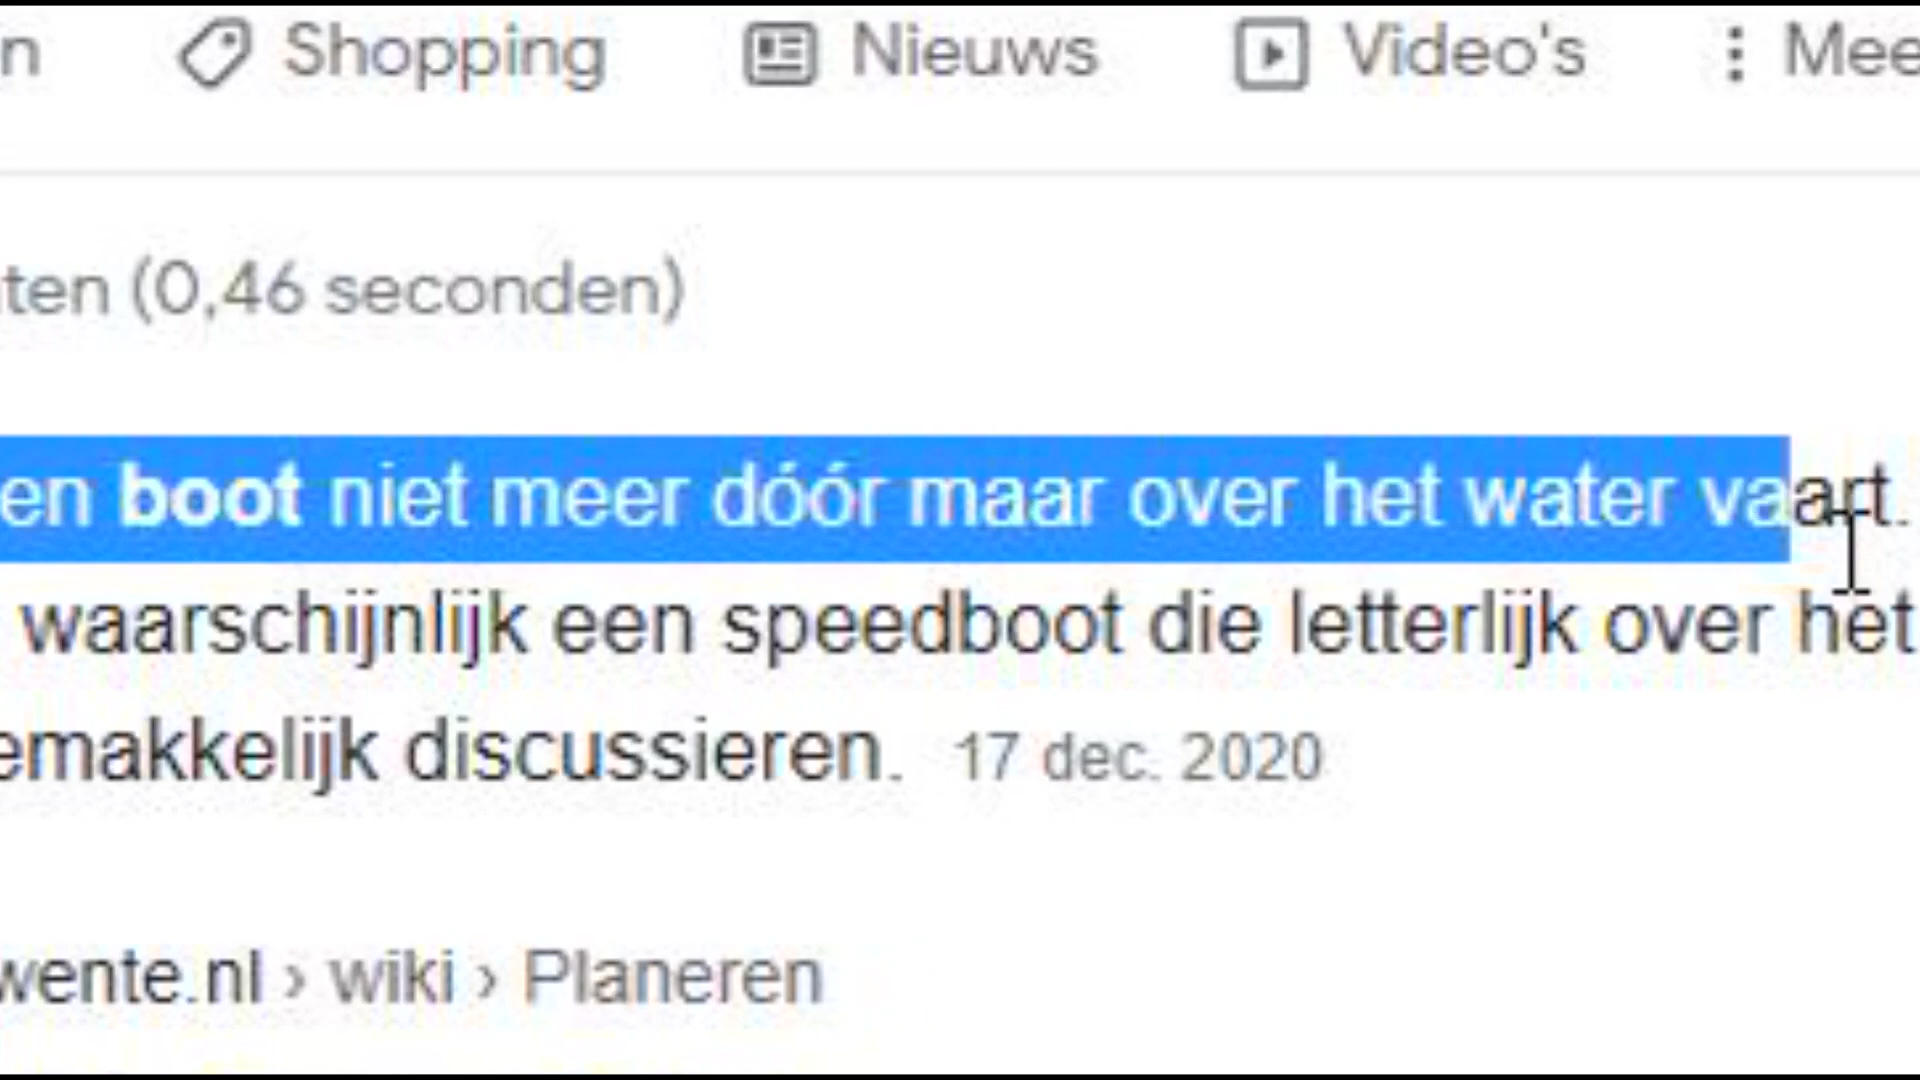 n Shopping Nieuws Video's Mee
ten (0,46 seconden)
en boot niet meer dóór maar over het water vaart.
waarschijnlijk een speedboot die letterlijk over het
emakkelijk discussieren. 17 dec. 2020
wente.nl › wiki › Planeren